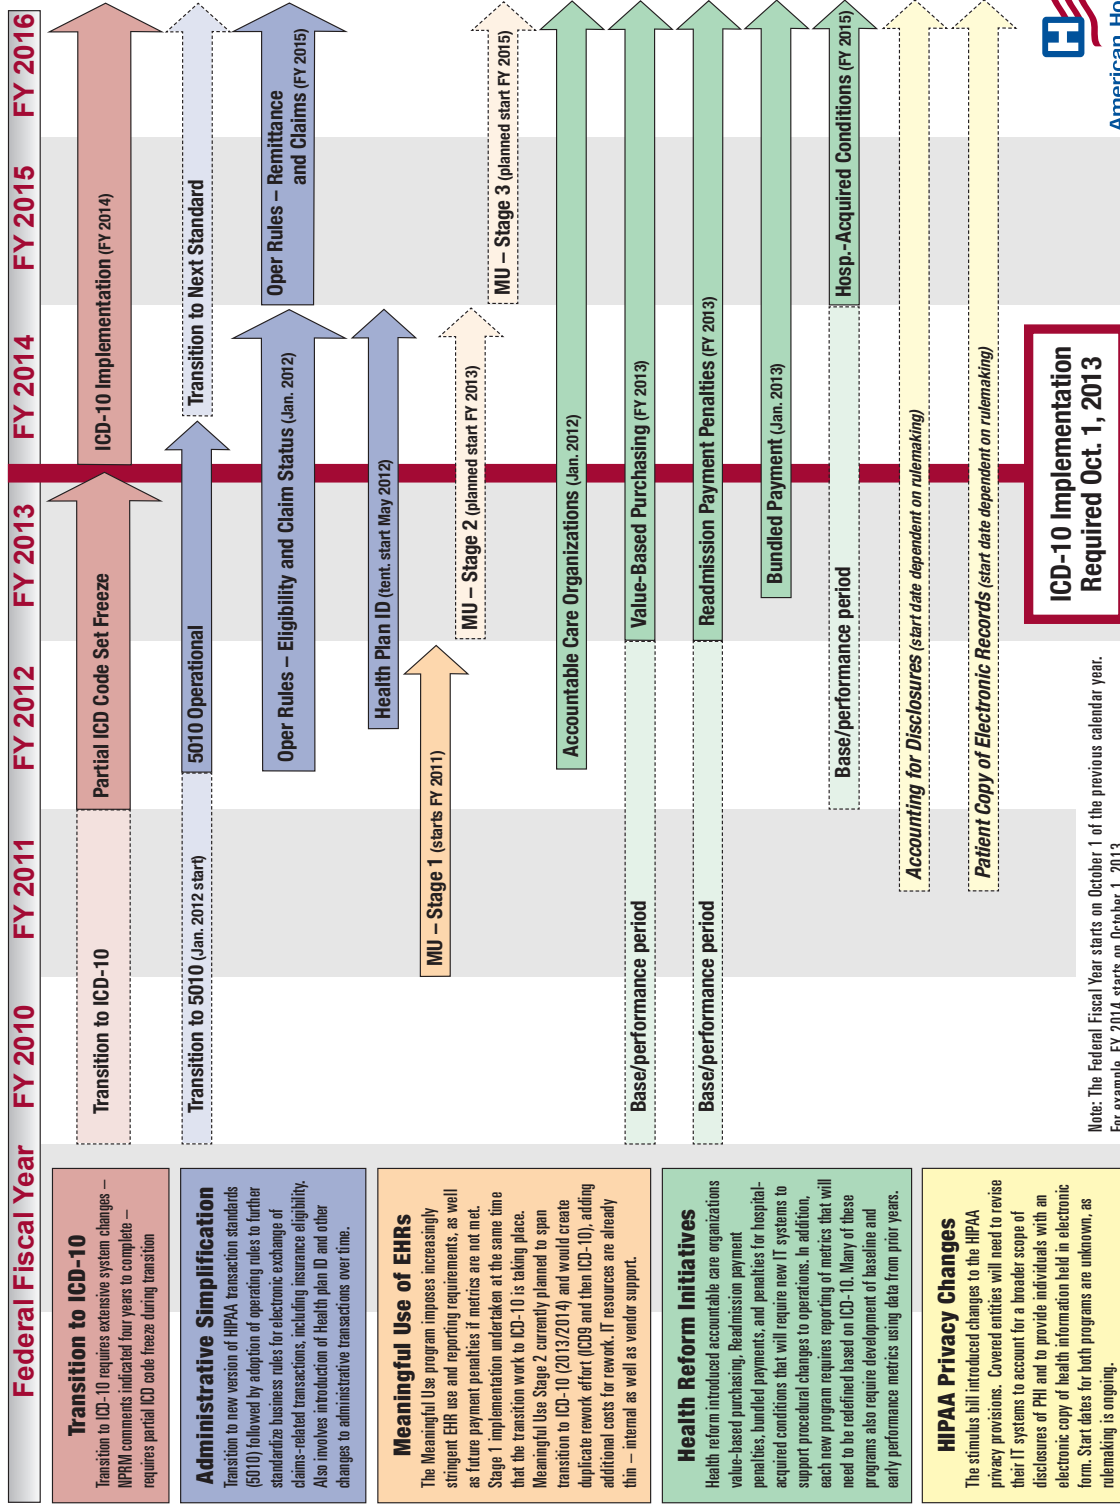 Federal Fiscal Year FY 2010 FY 2011 FY 2012 FY 2013 FY 2014 FY 2015 FY 2016
Transition to ICD-10
Transition to ICD-10 requires extensive system changes –
NPRM comments indicated four years to complete –
requires partial ICD code freeze during transition
Transition to ICD-10
Partial ICD Code Set Freeze
ICD-10 Implementation (FY 2014)
Administrative Simplification
Transition to new version of HIPAA transaction standards
(5010) followed by adoption of operating rules to further
standardize business rules for electronic exchange of
claims-related transactions, including insurance eligibility.
Also involves introduction of Health plan ID and other
changes to administrative transactions over time.
Transition to 5010 (Jan. 2012 start)
5010 Operational
Transition to Next Standard
Oper Rules – Eligibility and Claim Status (Jan. 2012)
Oper Rules – Remittance
and Claims (FY 2015)
Health Plan ID (tent. start May 2012)
Meaningful Use of EHRs
The Meaningful Use program imposes increasingly
stringent EHR use and reporting requirements, as well
as future payment penalties if metrics are not met.
Stage 1 implementation undertaken at the same time
that the transition work to ICD-10 is taking place.
Meaningful Use Stage 2 currently planned to span
transition to ICD-10 (2013/2014) and would create
duplicate rework effort (ICD9 and then ICD-10), adding
additional costs for rework. IT resources are already
thin – internal as well as vendor support.
MU – Stage 1 (starts FY 2011)
MU – Stage 2 (planned start FY 2013)
MU – Stage 3 (planned start FY 2015)
Health Reform Initiatives
Health reform introduced accountable care organizations
value-based purchasing, Readmission payment
penalties, bundled payments, and penalties for hospital-
acquired conditions that will require new IT systems to
support procedural changes to operations. In addition,
each new program requires reporting of metrics that will
need to be redefined based on ICD-10. Many of these
programs also require development of baseline and
early performance metrics using data from prior years.
Accountable Care Organizations (Jan. 2012)
Base/performance period
Value-Based Purchasing (FY 2013)
Base/performance period
Readmission Payment Penalties (FY 2013)
Bundled Payment (Jan. 2013)
Base/performance period
Hosp.-Acquired Conditions (FY 2015)
HIPAA Privacy Changes
The stimulus bill introduced changes to the HIPAA
privacy provisions. Covered entities will need to revise
their IT systems to account for a broader scope of
disclosures of PHI and to provide individuals with an
electronic copy of health information held in electronic
form. Start dates for both programs are unknown, as
rulemaking is ongoing.
Accounting for Disclosures (start date dependent on rulemaking)
Patient Copy of Electronic Records (start date dependent on rulemaking)
ICD-10 Implementation
Required Oct. 1, 2013
Note: The Federal Fiscal Year starts on October 1 of the previous calendar year.
For example, FY 2014 starts on October 1, 2013
H
American